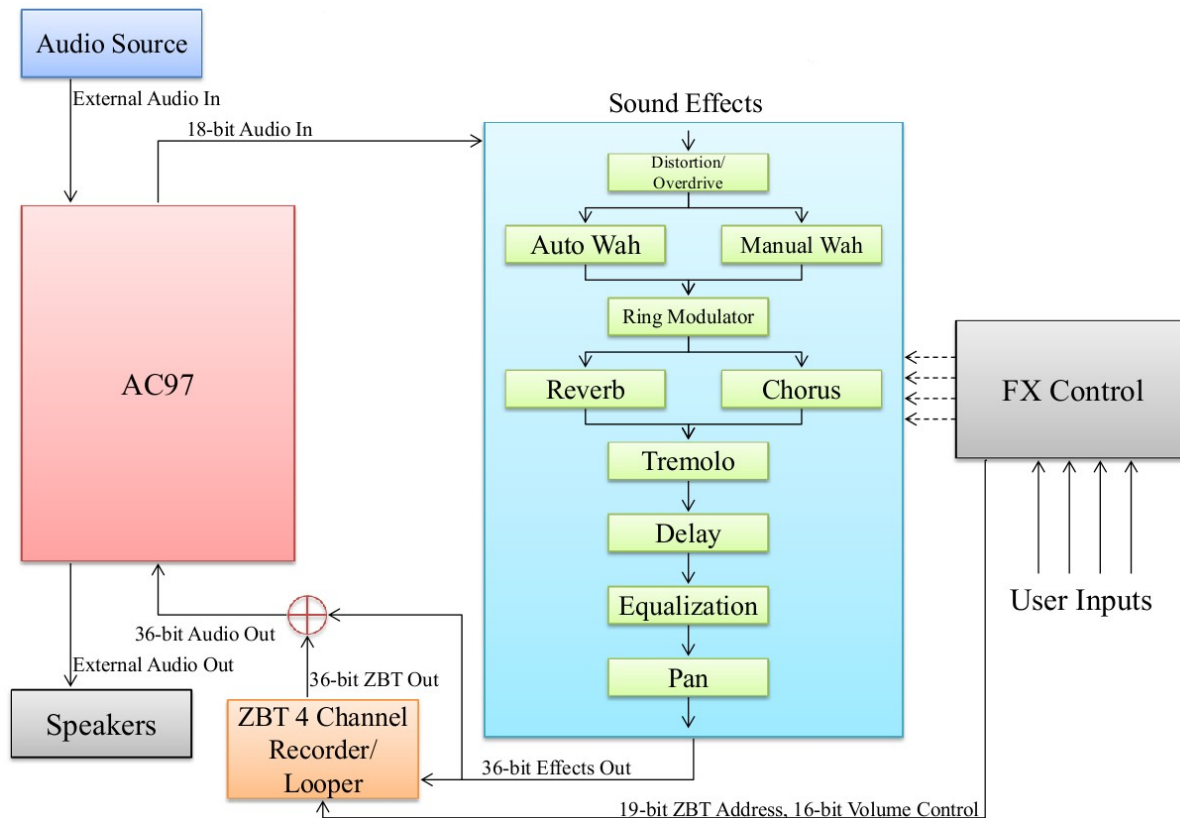 Audio Source
External Audio In
18-bit Audio In
Sound Effects
Distortion/
Overdrive
Auto Wah
Manual Wah
Ring Modulator
Reverb
Chorus
Tremolo
Delay
Equalization
Pan
AC97
FX Control
User Inputs
36-bit Audio Out
External Audio Out
36-bit ZBT Out
Speakers
ZBT 4 Channel
Recorder/
Looper
36-bit Effects Out
19-bit ZBT Address, 16-bit Volume Control